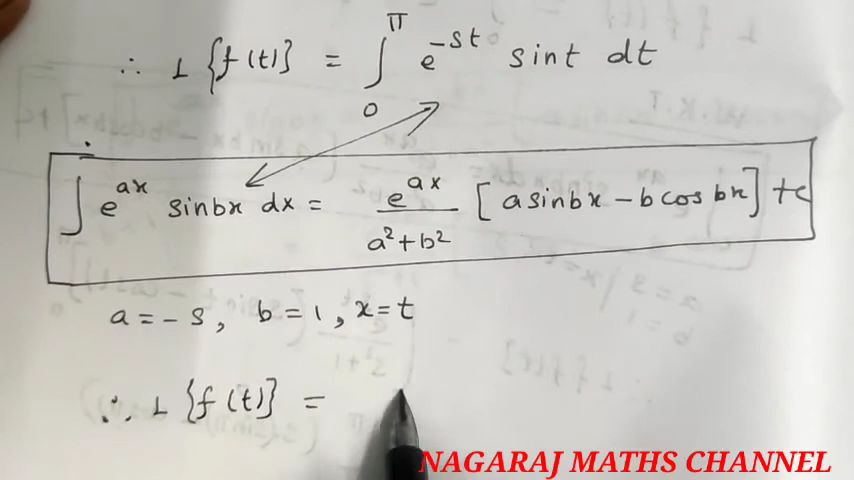 ∴ L {f(t)} = ∫₀^π e^{-st} sint dt
∫ e^{ax} sinbx dx = e^{ax}/(a²+b²) [a sinbx - b cos bx] + c
a = -s, b = 1, x = t
∴ L {f(t)} =
NAGARAJ MATHS CHANNEL